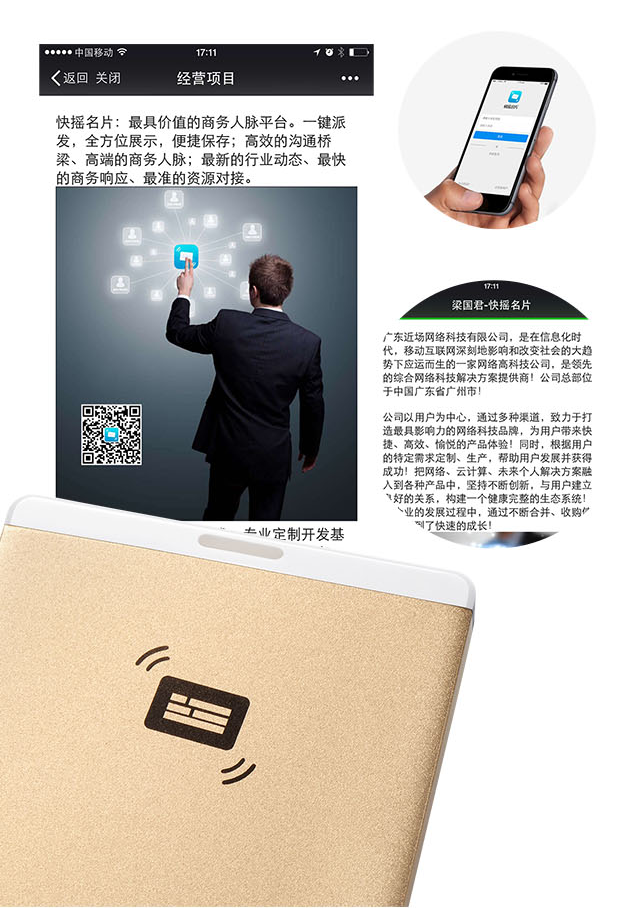 中国移动 17:11
返回 关闭 经营项目
快摇名片：最具价值的商务人脉平台。一键派
发，全方位展示，便捷保存；高效的沟通桥
梁、高端的商务人脉；最新的行业动态、最快
的商务响应、最准的资源对接。
17:11
梁国君-快摇名片
广东近场网络科技有限公司，是在信息化时
代，移动互联网深刻地影响和改变社会的大趋
势下应运而生的一家网络高科技公司，是领先
的综合网络科技解决方案提供商！公司总部位
于中国广东省广州市！
公司以用户为中心，通过多种渠道，致力于打
造最具影响力的网络科技品牌，为用户带来快
捷、高效、愉悦的产品体验！同时，根据用户
的特定需求定制、生产，帮助用户发展并获得
成功！把网络、云计算、未来个人解决方案融
入到各种产品中，坚持不断创新，与用户建立
良好的关系，构建一个健康完整的生态系统！
业的发展过程中，通过不断合并、收购
到了快速的成长！
专业定制开发基